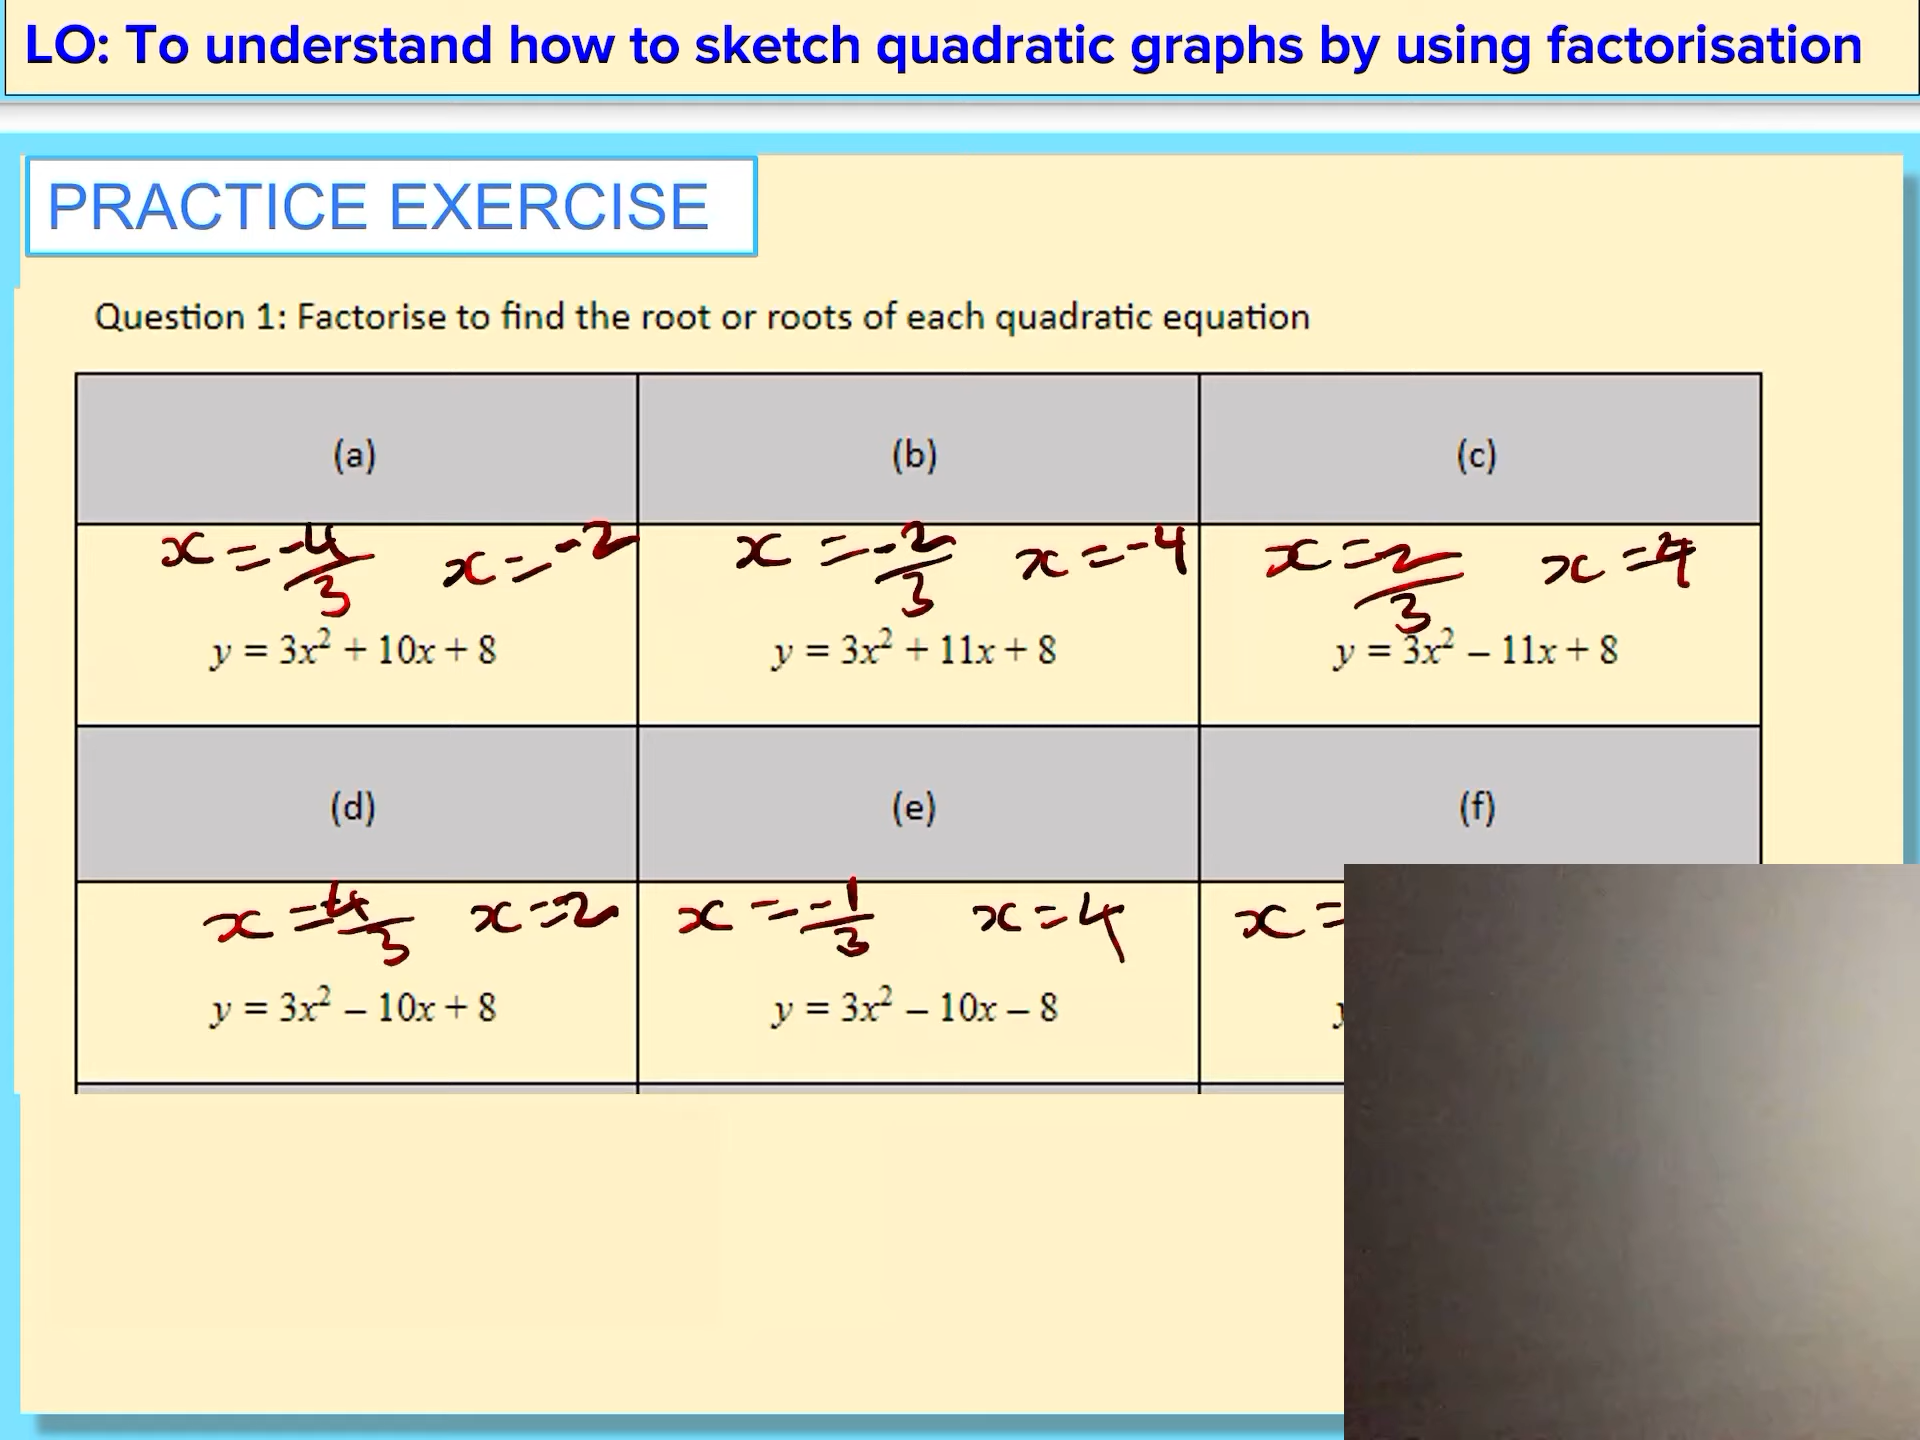 LO: To understand how to sketch quadratic graphs by using factorisation
PRACTICE EXERCISE
Question 1: Factorise to find the root or roots of each quadratic equation
(a) (b) (c)
x = -4/3 x = -2 x = -2/3 x = -4 x = 2/3 x = 4
y = 3x² + 10x + 8 y = 3x² + 11x + 8 y = 3x² – 11x + 8
(d) (e) (f)
x = 4/3 x = 2 x = -1/3 x = 4 x =
y = 3x² – 10x + 8 y = 3x² – 10x – 8